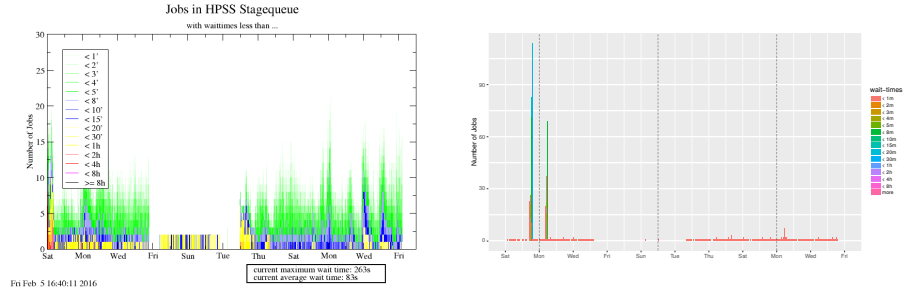 Jobs in HPSS Stagequeue
with waittimes less than ...
30
25
20
15
10
5
0
Number of Jobs
< 1'
< 2'
< 3'
< 4'
< 5'
< 8'
< 10'
< 15'
< 20'
< 30'
< 1h
< 2h
< 4h
< 8h
>= 8h
Sat Mon Wed Fri Sun Tue Thu Sat Mon Wed Fri
current maximum wait time: 263s
current average wait time: 83s
Fri Feb 5 16:40:11 2016
90
60
30
0
Number of Jobs
Sat Mon Wed Fri Sun Tue Thu Sat Mon Wed Fri
wait-times
< 1m
< 2m
< 3m
< 4m
< 5m
< 8m
< 10m
< 15m
< 20m
< 30m
< 1h
< 2h
< 4h
< 8h
more